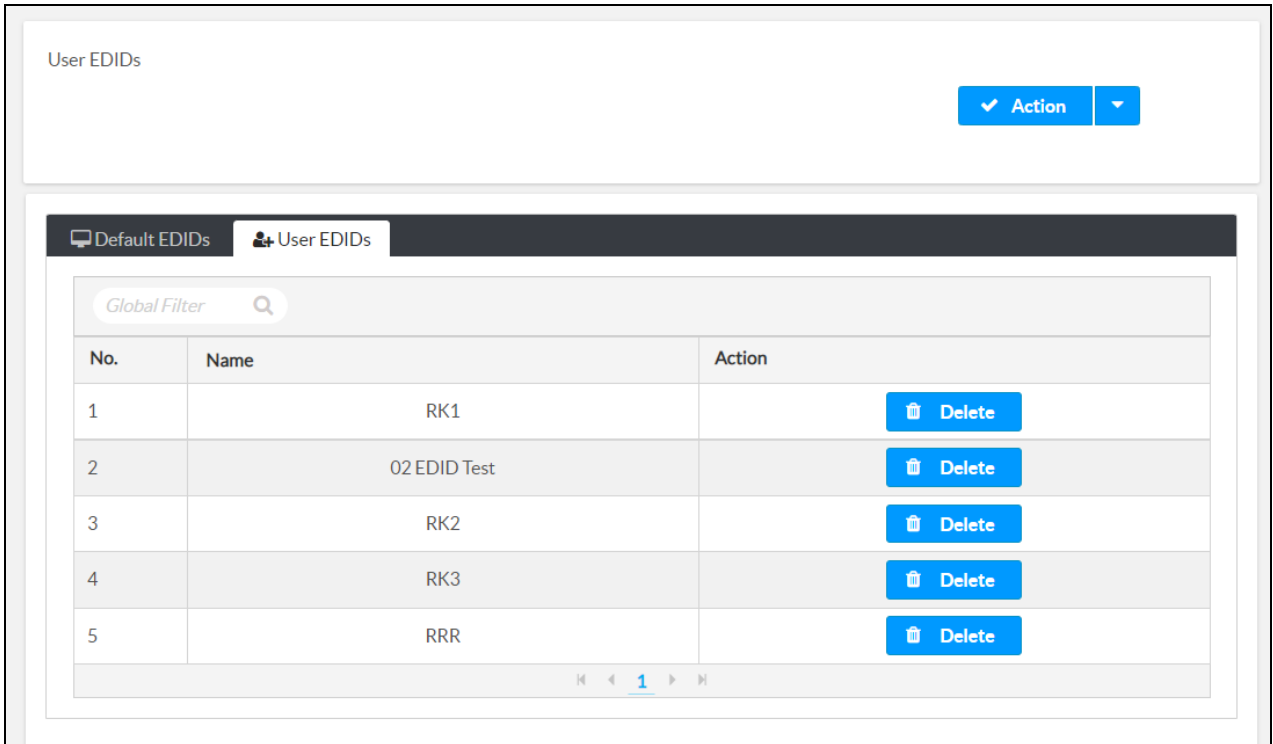 User EDIDs
Action
Default EDIDs User EDIDs
Global Filter
No. Name Action
1 RK1 Delete
2 02 EDID Test Delete
3 RK2 Delete
4 RK3 Delete
5 RRR Delete
1